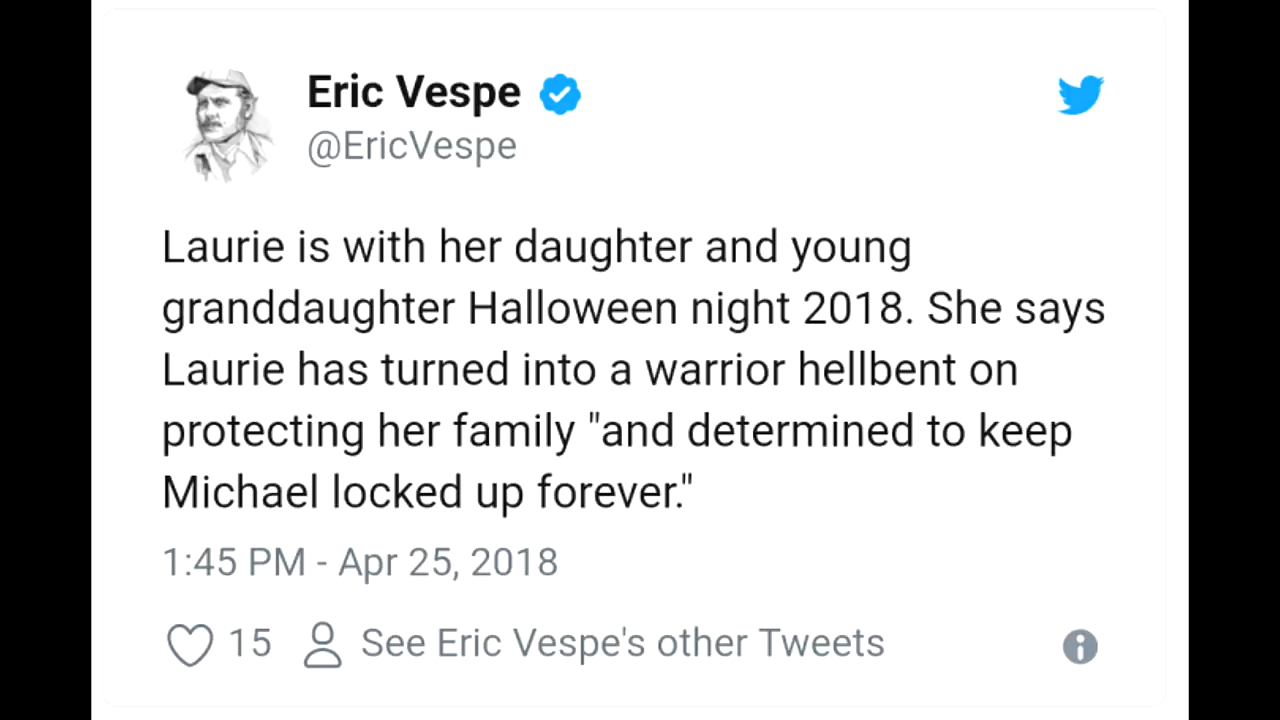 Eric Vespe
@EricVespe
Laurie is with her daughter and young
granddaughter Halloween night 2018. She says
Laurie has turned into a warrior hellbent on
protecting her family "and determined to keep
Michael locked up forever."
1:45 PM - Apr 25, 2018
15 See Eric Vespe's other Tweets